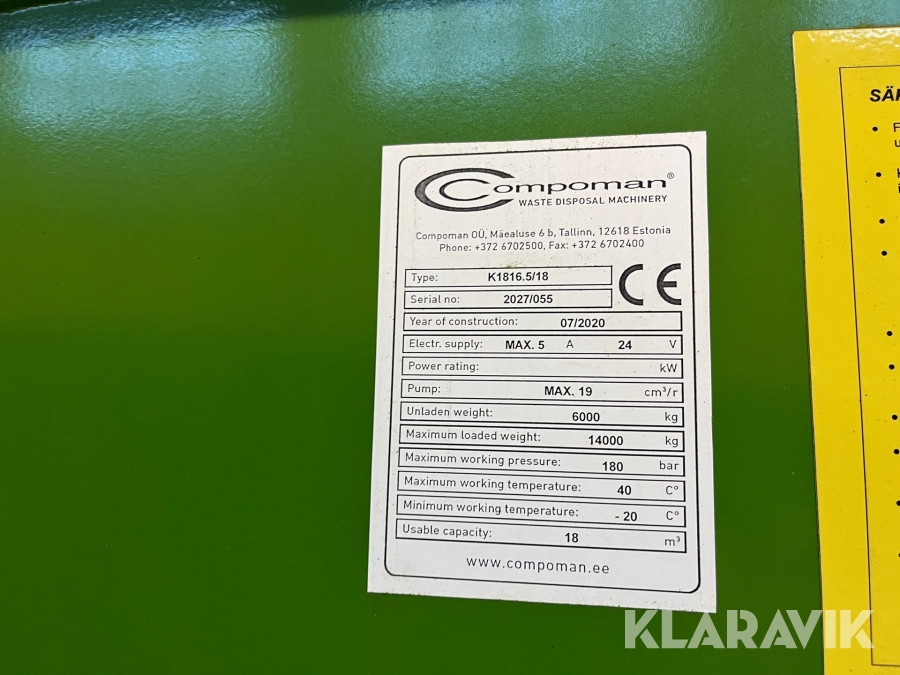 Compoman®
WASTE DISPOSAL MACHINERY
Compoman OÜ, Mäealuse 6 b, Tallinn, 12618 Estonia
Phone: +372 6702500, Fax: +372 6702400
Type: K1816.5/18
CE
Serial no: 2027/055
Year of construction: 07/2020
Electr. supply: MAX. 5 A 24 V
Power rating: kW
Pump: MAX. 19 cm³/r
Unladen weight: 6000 kg
Maximum loaded weight: 14000 kg
Maximum working pressure: 180 bar
Maximum working temperature: 40 C°
Minimum working temperature: - 20 C°
Usable capacity: 18 m³
www.compoman.ee
KLARAVIK